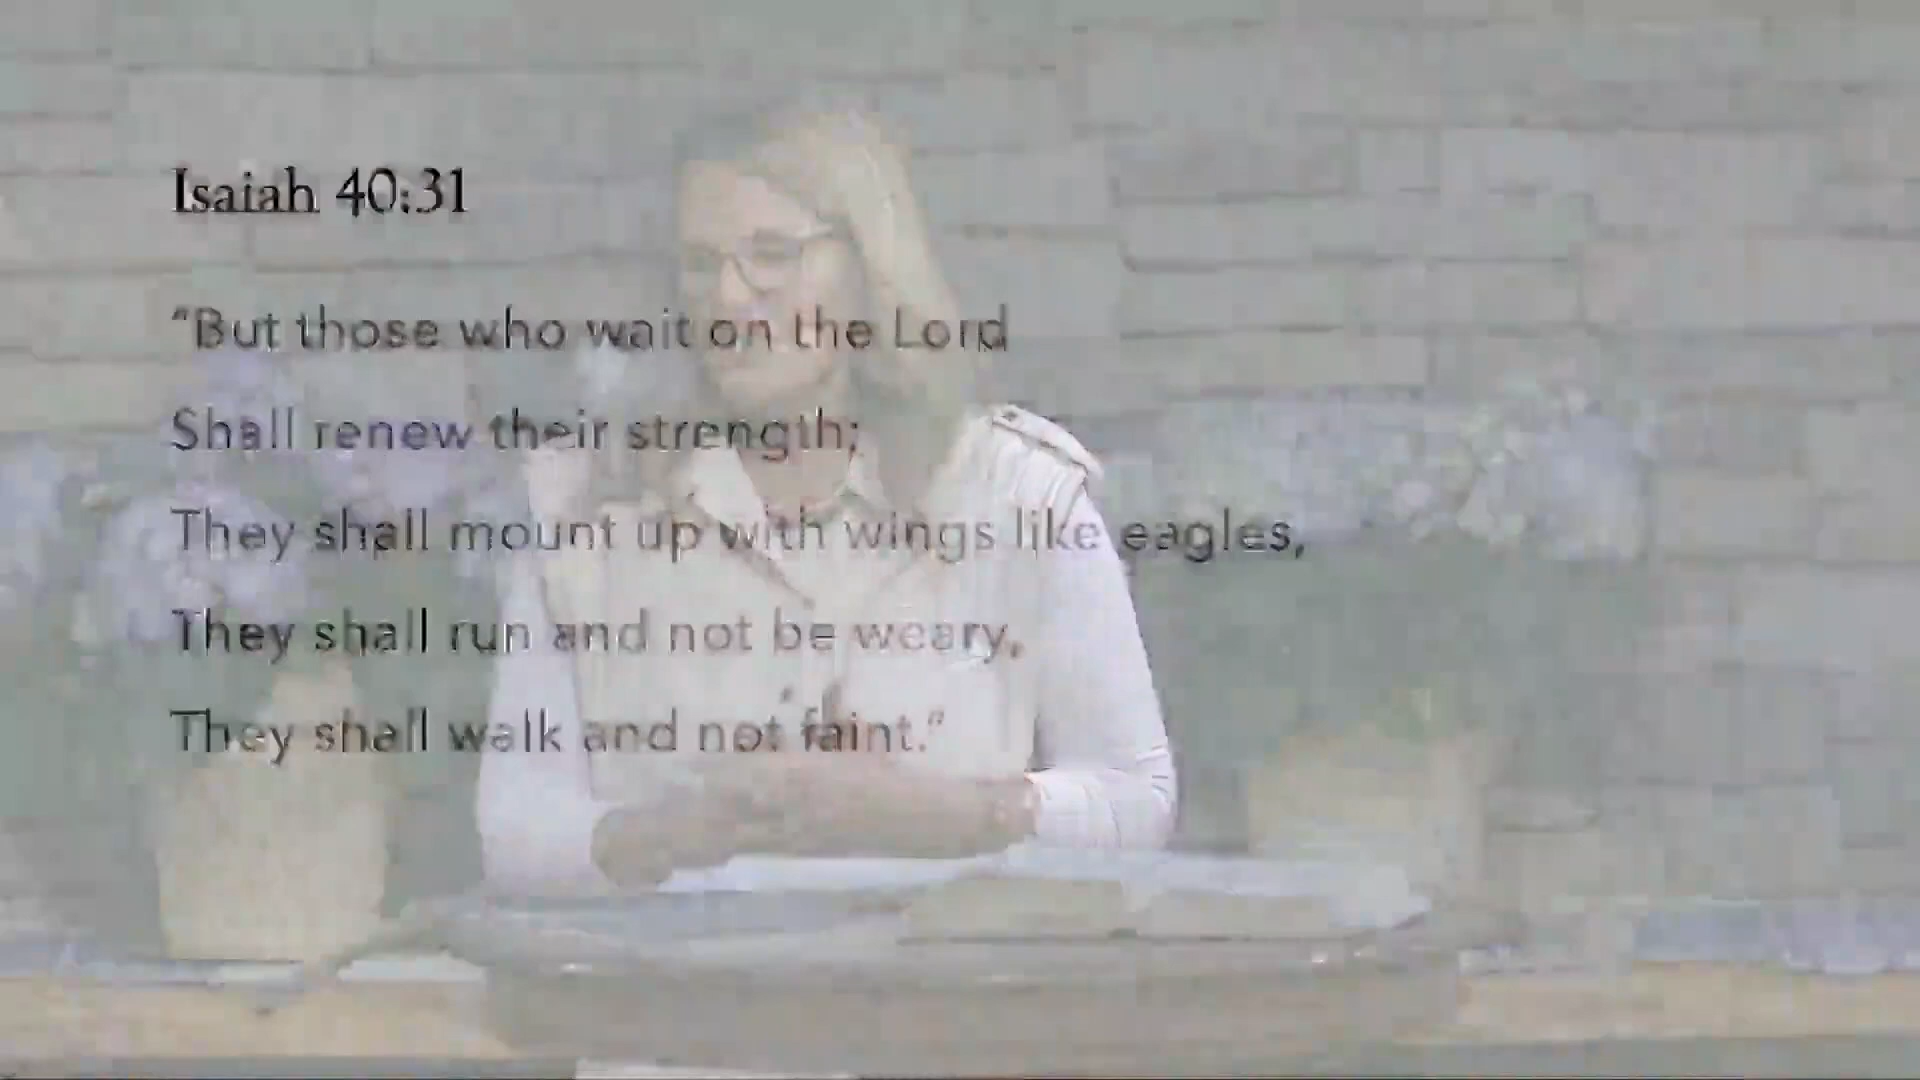 Isaiah 40:31
“But those who wait on the Lord
Shall renew their strength;
They shall mount up with wings like eagles,
They shall run and not be weary,
They shall walk and not faint.”